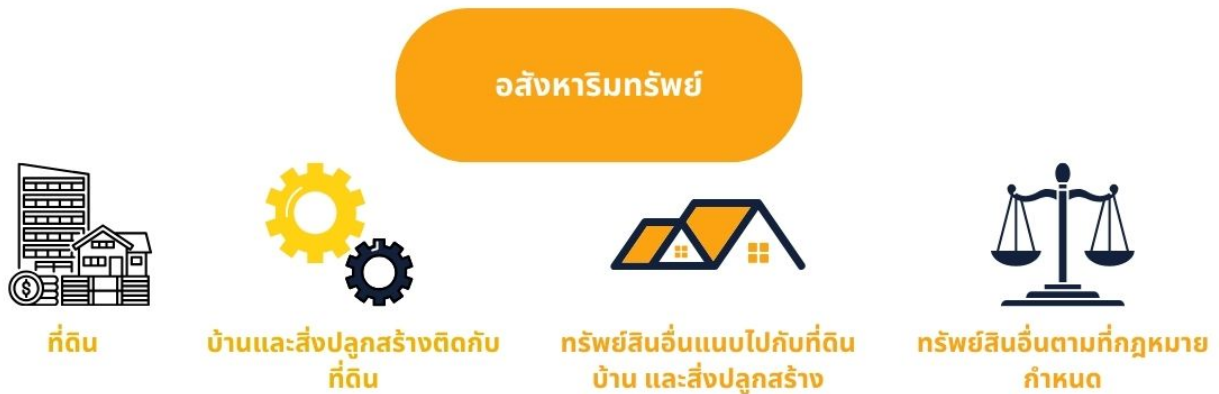 อสังหาริมทรัพย์
ที่ดิน
บ้านและสิ่งปลูกสร้างติดกับ
ที่ดิน
ทรัพย์สินอื่นแนบไปกับที่ดิน
บ้าน และสิ่งปลูกสร้าง
ทรัพย์สินอื่นตามที่กฎหมาย
กำหนด
$